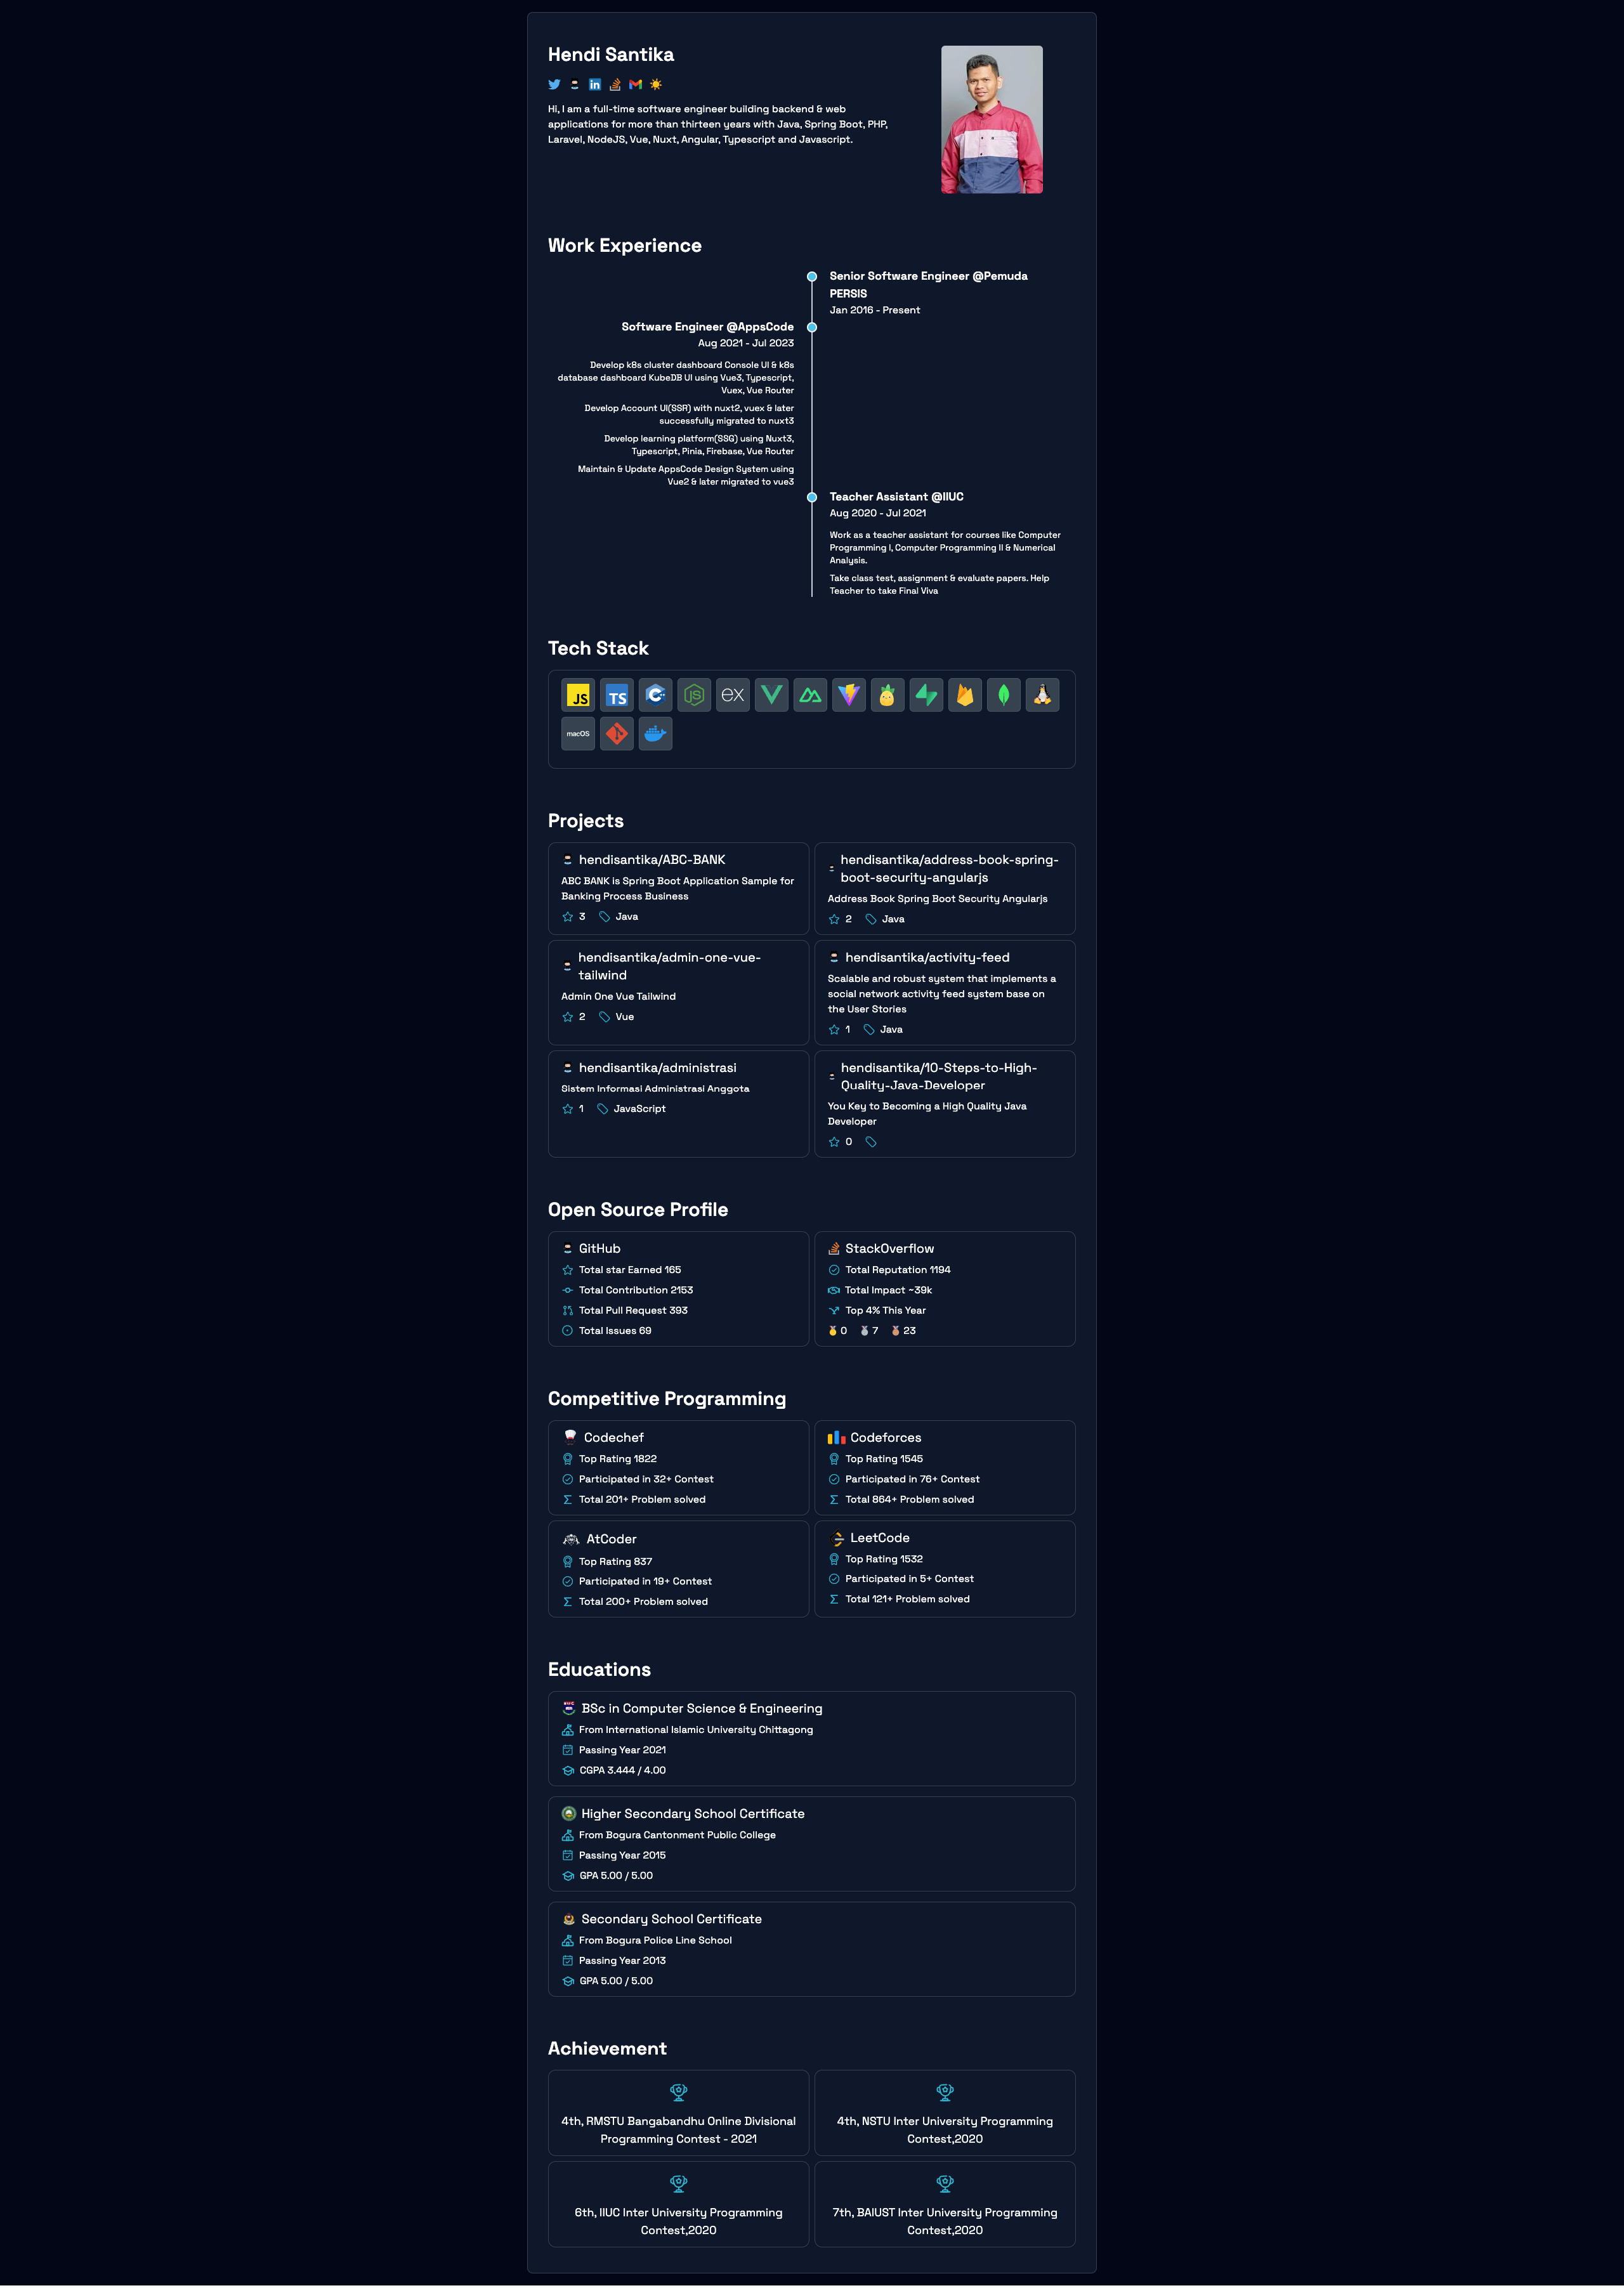 Hendi Santika
Hi, I am a full-time software engineer building backend & web
applications for more than thirteen years with Java, Spring Boot, PHP,
Laravel, NodeJS, Vue, Nuxt, Angular, Typescript and Javascript.
Work Experience
Senior Software Engineer @Pemuda
PERSIS
Jan 2016 - Present
Software Engineer @AppsCode
Aug 2021 - Jul 2023
Develop k8s cluster dashboard Console UI & k8s
database dashboard KubeDB UI using Vue3, Typescript,
Vuex, Vue Router
Develop Account UI(SSR) with nuxt2, vuex & later
successfully migrated to nuxt3
Develop learning platform(SSG) using Nuxt3,
Typescript, Pinia, Firebase, Vue Router
Maintain & Update AppsCode Design System using
Vue2 & later migrated to vue3
Teacher Assistant @IIUC
Aug 2020 - Jul 2021
Work as a teacher assistant for courses like Computer
Programming I, Computer Programming II & Numerical
Analysis.
Take class test, assignment & evaluate papers. Help
Teacher to take Final Viva
Tech Stack
JS TS C++ JS ex
macOS
Projects
hendisantika/ABC-BANK
ABC BANK is Spring Boot Application Sample for
Banking Process Business
3 Java
hendisantika/address-book-spring-
boot-security-angularjs
Address Book Spring Boot Security Angularjs
2 Java
hendisantika/admin-one-vue-
tailwind
Admin One Vue Tailwind
2 Vue
hendisantika/activity-feed
Scalable and robust system that implements a
social network activity feed system base on
the User Stories
1 Java
hendisantika/administrasi
Sistem Informasi Administrasi Anggota
1 JavaScript
hendisantika/10-Steps-to-High-
Quality-Java-Developer
You Key to Becoming a High Quality Java
Developer
0
Open Source Profile
GitHub
Total star Earned 165
Total Contribution 2153
Total Pull Request 393
Total Issues 69
StackOverflow
Total Reputation 1194
Total Impact ~39k
Top 4% This Year
0 7 23
Competitive Programming
Codechef
Top Rating 1822
Participated in 32+ Contest
Total 201+ Problem solved
Codeforces
Top Rating 1545
Participated in 76+ Contest
Total 864+ Problem solved
AtCoder
Top Rating 837
Participated in 19+ Contest
Total 200+ Problem solved
LeetCode
Top Rating 1532
Participated in 5+ Contest
Total 121+ Problem solved
Educations
BSc in Computer Science & Engineering
From International Islamic University Chittagong
Passing Year 2021
CGPA 3.444 / 4.00
Higher Secondary School Certificate
From Bogura Cantonment Public College
Passing Year 2015
GPA 5.00 / 5.00
Secondary School Certificate
From Bogura Police Line School
Passing Year 2013
GPA 5.00 / 5.00
Achievement
4th, RMSTU Bangabandhu Online Divisional
Programming Contest - 2021
4th, NSTU Inter University Programming
Contest,2020
6th, IIUC Inter University Programming
Contest,2020
7th, BAIUST Inter University Programming
Contest,2020